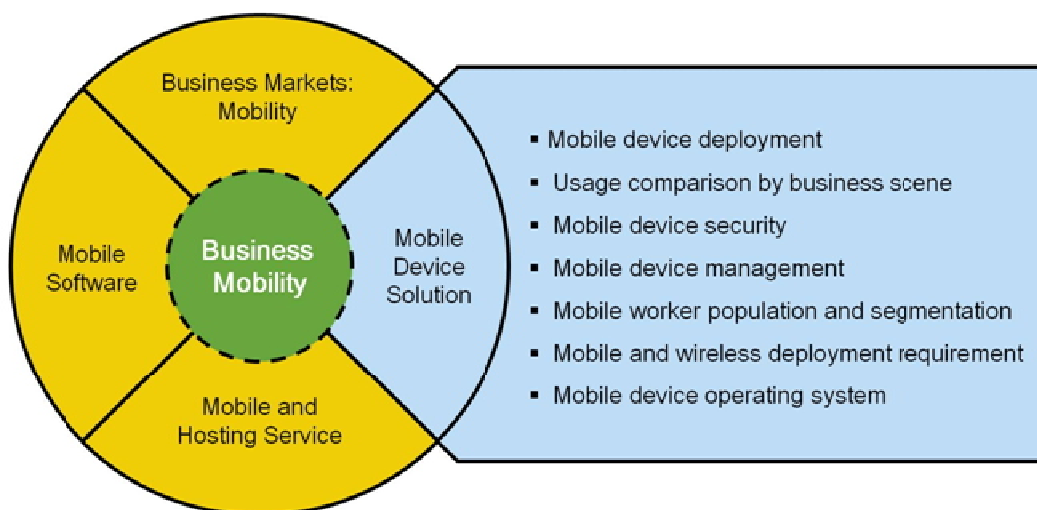 Business Markets:
Mobility
Mobile
Software
Business
Mobility
Mobile
Device
Solution
Mobile and
Hosting Service
▪ Mobile device deployment
▪ Usage comparison by business scene
▪ Mobile device security
▪ Mobile device management
▪ Mobile worker population and segmentation
▪ Mobile and wireless deployment requirement
▪ Mobile device operating system